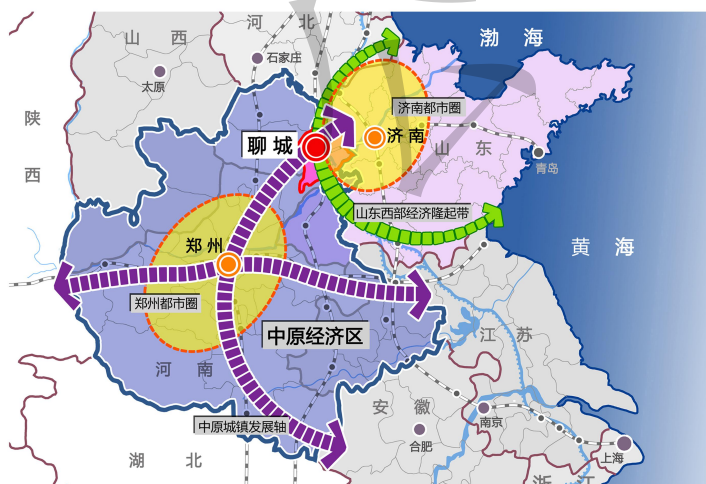 河 北
渤 海
山 西
石家庄
太原
济南都市圈
陕
西
聊城
济南
山 东
青岛
山东西部经济隆起带
郑州
黄 海
郑州都市圈
中原经济区
江 苏
河 南
安 徽
中原城镇发展轴
南京
合肥
上海
湖 北
浙 江